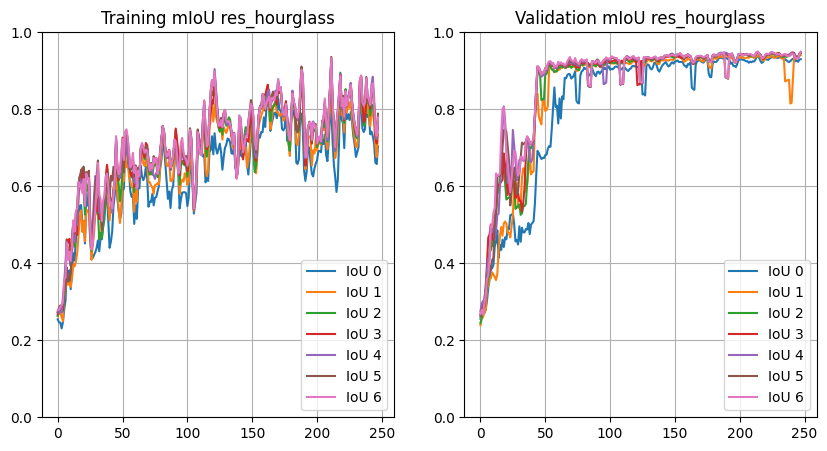 Training mIoU res_hourglass
1.0
0.8
0.6
0.4
0.2
0.0
0 50 100 150 200 250
IoU 0
IoU 1
IoU 2
IoU 3
IoU 4
IoU 5
IoU 6
Validation mIoU res_hourglass
1.0
0.8
0.6
0.4
0.2
0.0
0 50 100 150 200 250
IoU 0
IoU 1
IoU 2
IoU 3
IoU 4
IoU 5
IoU 6